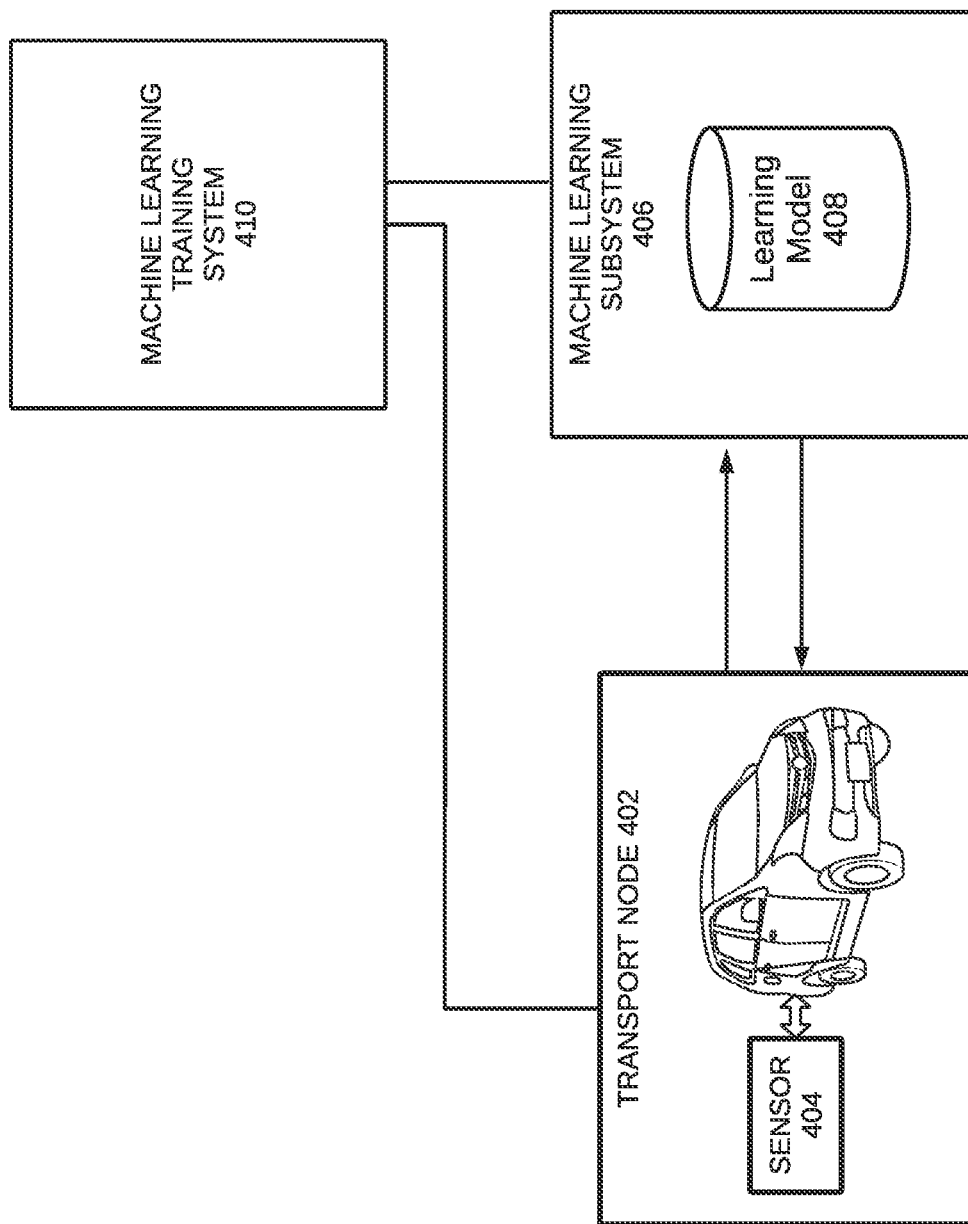 MACHINE LEARNING
TRAINING
SYSTEM
410
TRANSPORT NODE 402
SENSOR
404
MACHINE LEARNING
SUBSYSTEM
406
Learning
Model
408